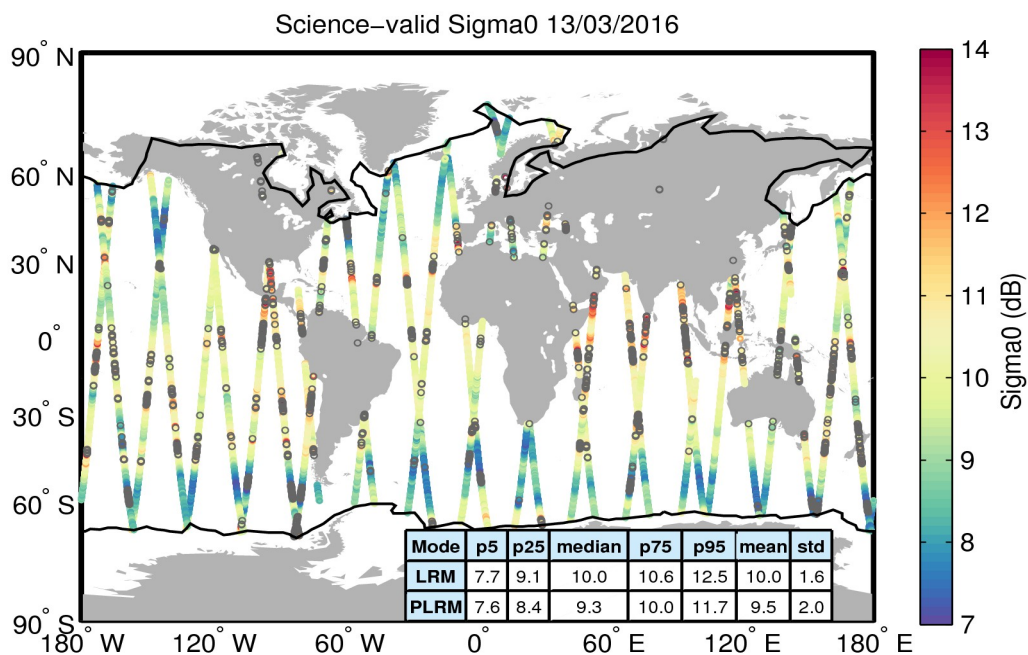 Science−valid Sigma0 13/03/2016
90° N
60° N
30° N
0°
30° S
60° S
90° S
180° W
120° W
60° W
0°
60° E
120° E
180° E
Mode p5 p25 median p75 p95 mean std
LRM 7.7 9.1 10.0 10.6 12.5 10.0 1.6
PLRM 7.6 8.4 9.3 10.0 11.7 9.5 2.0
14
13
12
11
10
9
8
7
Sigma0 (dB)